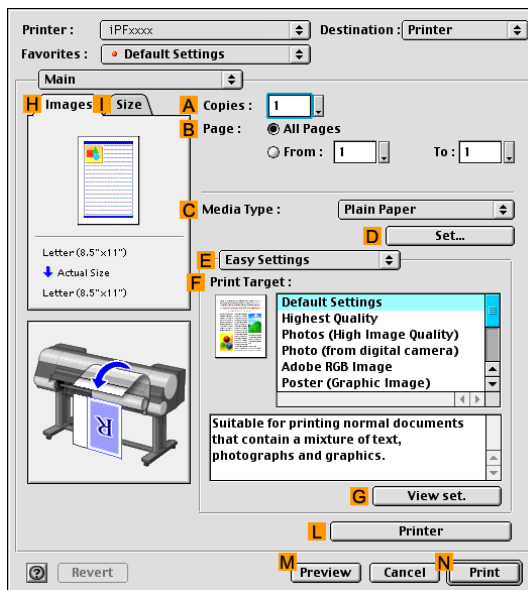 Printer : iPFxxxx Destination : Printer
Favorites : Default Settings
Main
H Images I Size
A Copies : 1
B Page : All Pages
From : 1 To : 1
C Media Type : Plain Paper
D Set...
Letter (8.5"x11")
Actual Size
Letter (8.5"x11")
E Easy Settings
F Print Target :
Default Settings
Highest Quality
Photos (High Image Quality)
Photo (from digital camera)
Adobe RGB Image
Poster (Graphic Image)
R
Suitable for printing normal documents
that contain a mixture of text,
photographs and graphics.
G View set.
L Printer
? Revert M Preview Cancel N Print